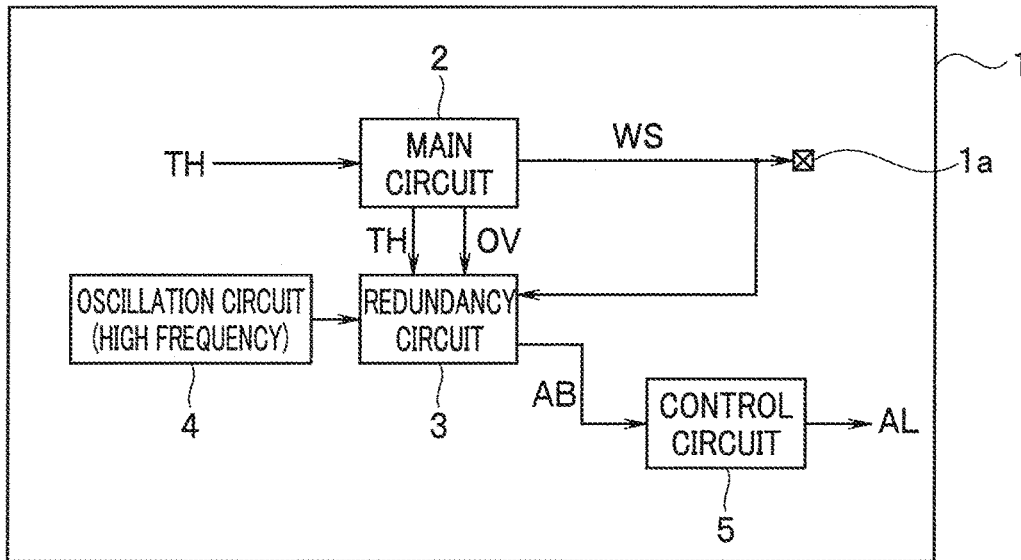 1
2
MAIN
CIRCUIT
TH
WS
1a
TH
OV
OSCILLATION CIRCUIT
(HIGH FREQUENCY)
4
REDUNDANCY
CIRCUIT
3
AB
CONTROL
CIRCUIT
AL
5